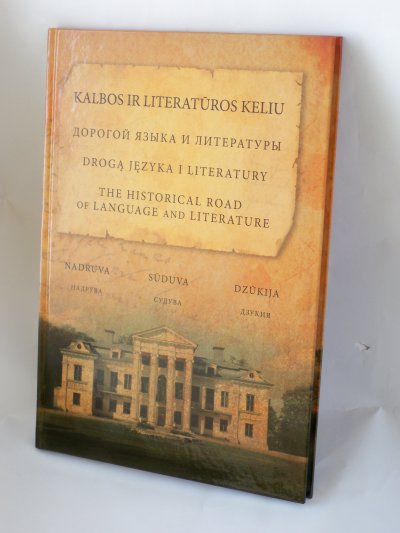 KALBOS IR LITERATŪROS KELIU
ДОРОГОЙ ЯЗЫКА И ЛИТЕРАТУРЫ
DROGĄ JĘZYKA I LITERATURY
THE HISTORICAL ROAD
OF LANGUAGE AND LITERATURE
NADRUVA SŪDUVA DZŪKIJA
НАДРУВА СУДУВА ДЗУКИЯ